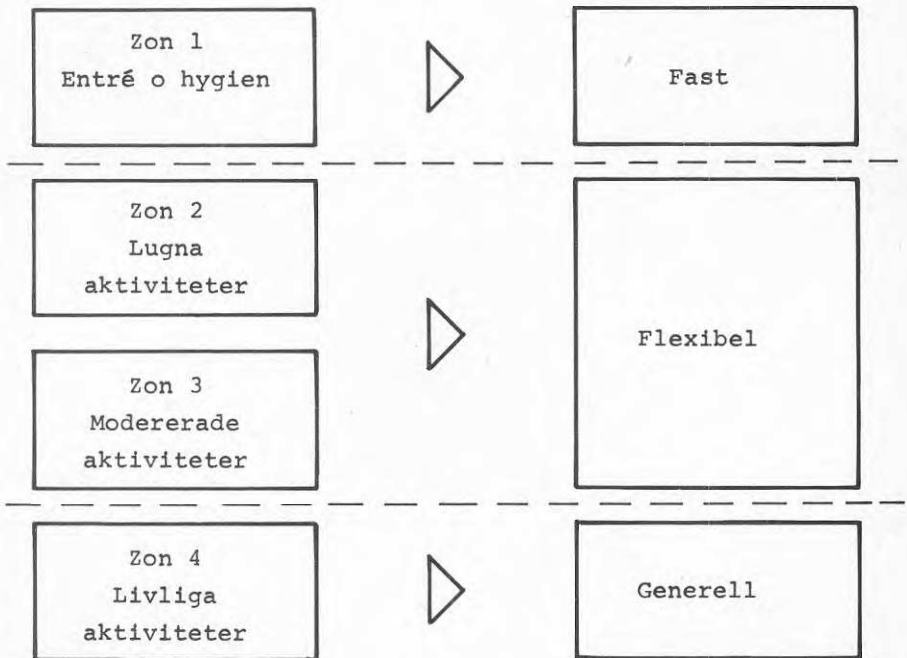 Zon 1
Entré o hygien
Fast
Zon 2
Lugna
aktiviteter
Zon 3
Modererade
aktiviteter
Flexibel
Zon 4
Livliga
aktiviteter
Generell